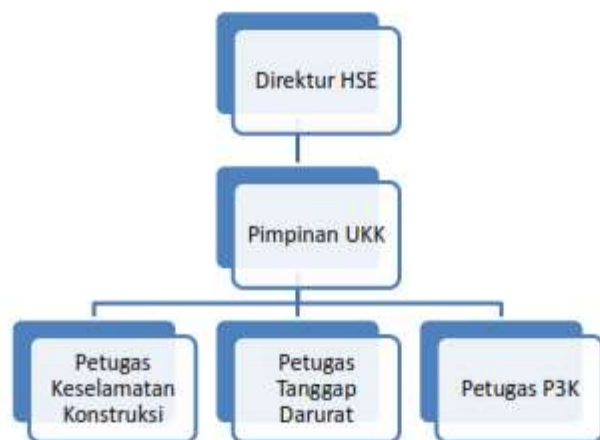 Direktur HSE
Pimpinan UKK
Petugas
Keselamatan
Konstruksi
Petugas
Tanggap
Darurat
Petugas P3K